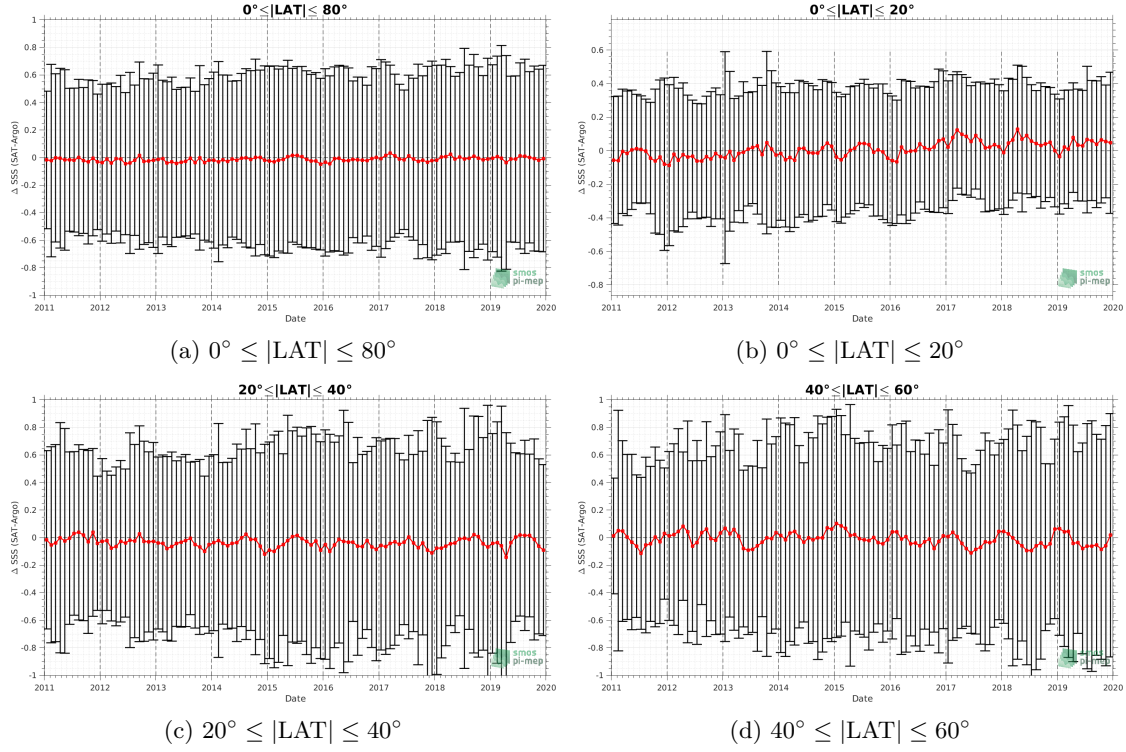 0°≤|LAT|≤ 80°
1
0.8
0.6
0.4
0.2
0
-0.2
-0.4
-0.6
-0.8
-1
Δ SSS (SAT-Argo)
2011 2012 2013 2014 2015 2016 2017 2018 2019 2020
Date
smos
pi-mep
(a) 0° ≤ |LAT| ≤ 80°
0°≤|LAT|≤ 20°
0.6
0.4
0.2
0
-0.2
-0.4
-0.6
-0.8
Δ SSS (SAT-Argo)
2011 2012 2013 2014 2015 2016 2017 2018 2019 2020
Date
smos
pi-mep
(b) 0° ≤ |LAT| ≤ 20°
20°≤|LAT|≤ 40°
1
0.8
0.6
0.4
0.2
0
-0.2
-0.4
-0.6
-0.8
-1
Δ SSS (SAT-Argo)
2011 2012 2013 2014 2015 2016 2017 2018 2019 2020
Date
smos
pi-mep
(c) 20° ≤ |LAT| ≤ 40°
40°≤|LAT|≤ 60°
1
0.8
0.6
0.4
0.2
0
-0.2
-0.4
-0.6
-0.8
-1
Δ SSS (SAT-Argo)
2011 2012 2013 2014 2015 2016 2017 2018 2019 2020
Date
smos
pi-mep
(d) 40° ≤ |LAT| ≤ 60°